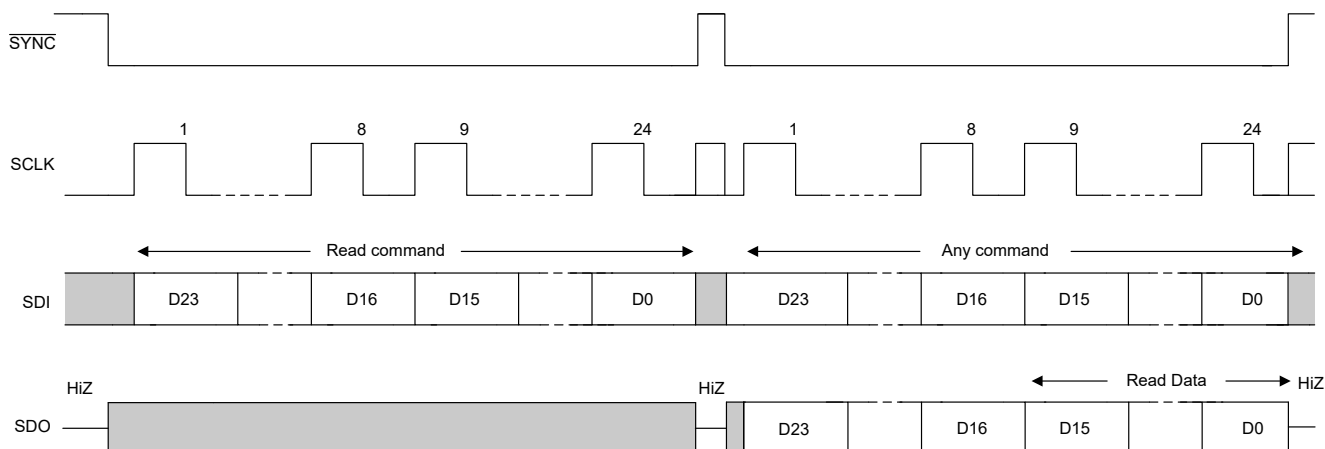 S̅Y̅N̅C̅
1 8 9 24 1 8 9 24
SCLK
Read command Any command
SDI D23 D16 D15 D0 D23 D16 D15 D0
HiZ HiZ Read Data HiZ
SDO D23 D16 D15 D0